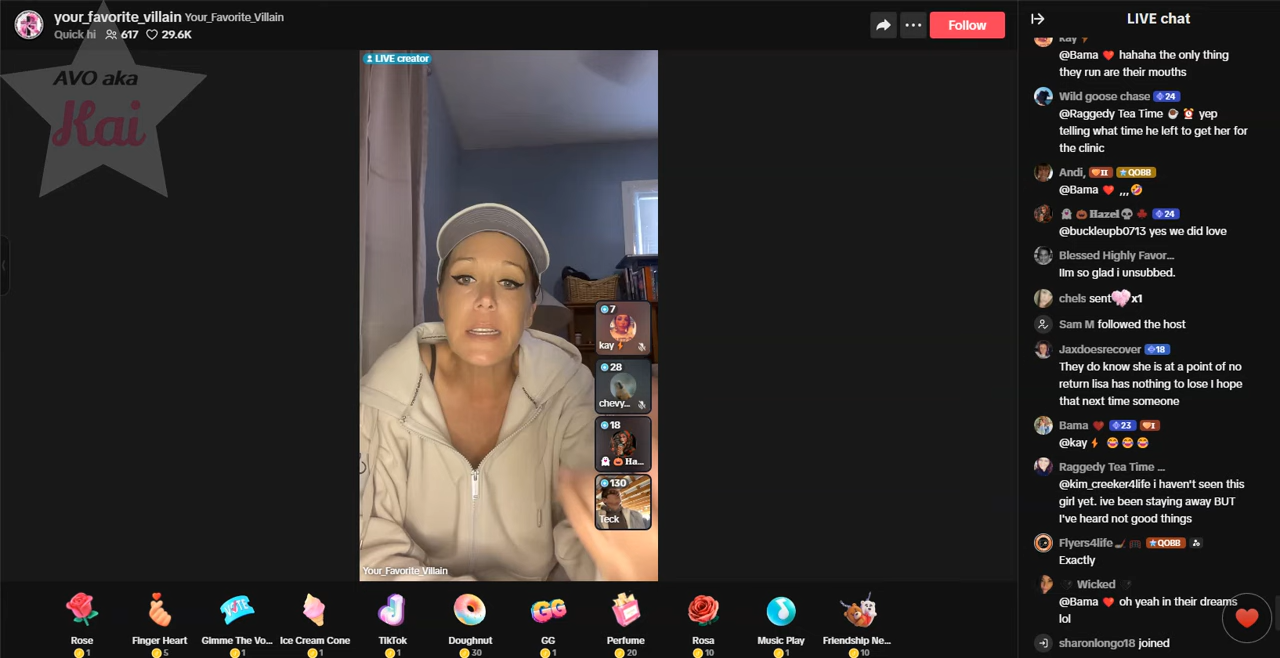 your_favorite_villain Your_Favorite_Villain
Quick hi 617 29.6K
Follow
AVO aka
Kai
LIVE creator
7
kay
28
chevy...
18
Ha...
130
Teck
Your_Favorite_Villain
Rose
1
Finger Heart
5
Gimme The Vo...
1
Ice Cream Cone
1
TikTok
1
Doughnut
30
GG
1
Perfume
20
Rosa
10
Music Play
1
Friendship Ne...
10
LIVE chat
kay
@Bama ❤️ hahaha the only thing
they run are their mouths
Wild goose chase 24
@Raggedy Tea Time ☕ ⏰ yep
telling what time he left to get her for
the clinic
Andi, II QOBB
@Bama ❤️ ,,,🤣
👻 🎃 Hazel 💀 🍁 24
@buckleupb0713 yes we did love
Blessed Highly Favor...
IIm so glad i unsubbed.
chels sent x1
Sam M followed the host
Jaxdoesrecover 18
They do know she is at a point of no
return lisa has nothing to lose I hope
that next time someone
Bama ❤️ 23 I
@kay ⚡ 😂 😂 😂
Raggedy Tea Time ...
@kim_creeker4life i haven't seen this
girl yet. ive been staying away BUT
I've heard not good things
Flyers4life QOBB
Exactly
Wicked
@Bama ❤️ oh yeah in their dreams
lol
sharonlongo18 joined